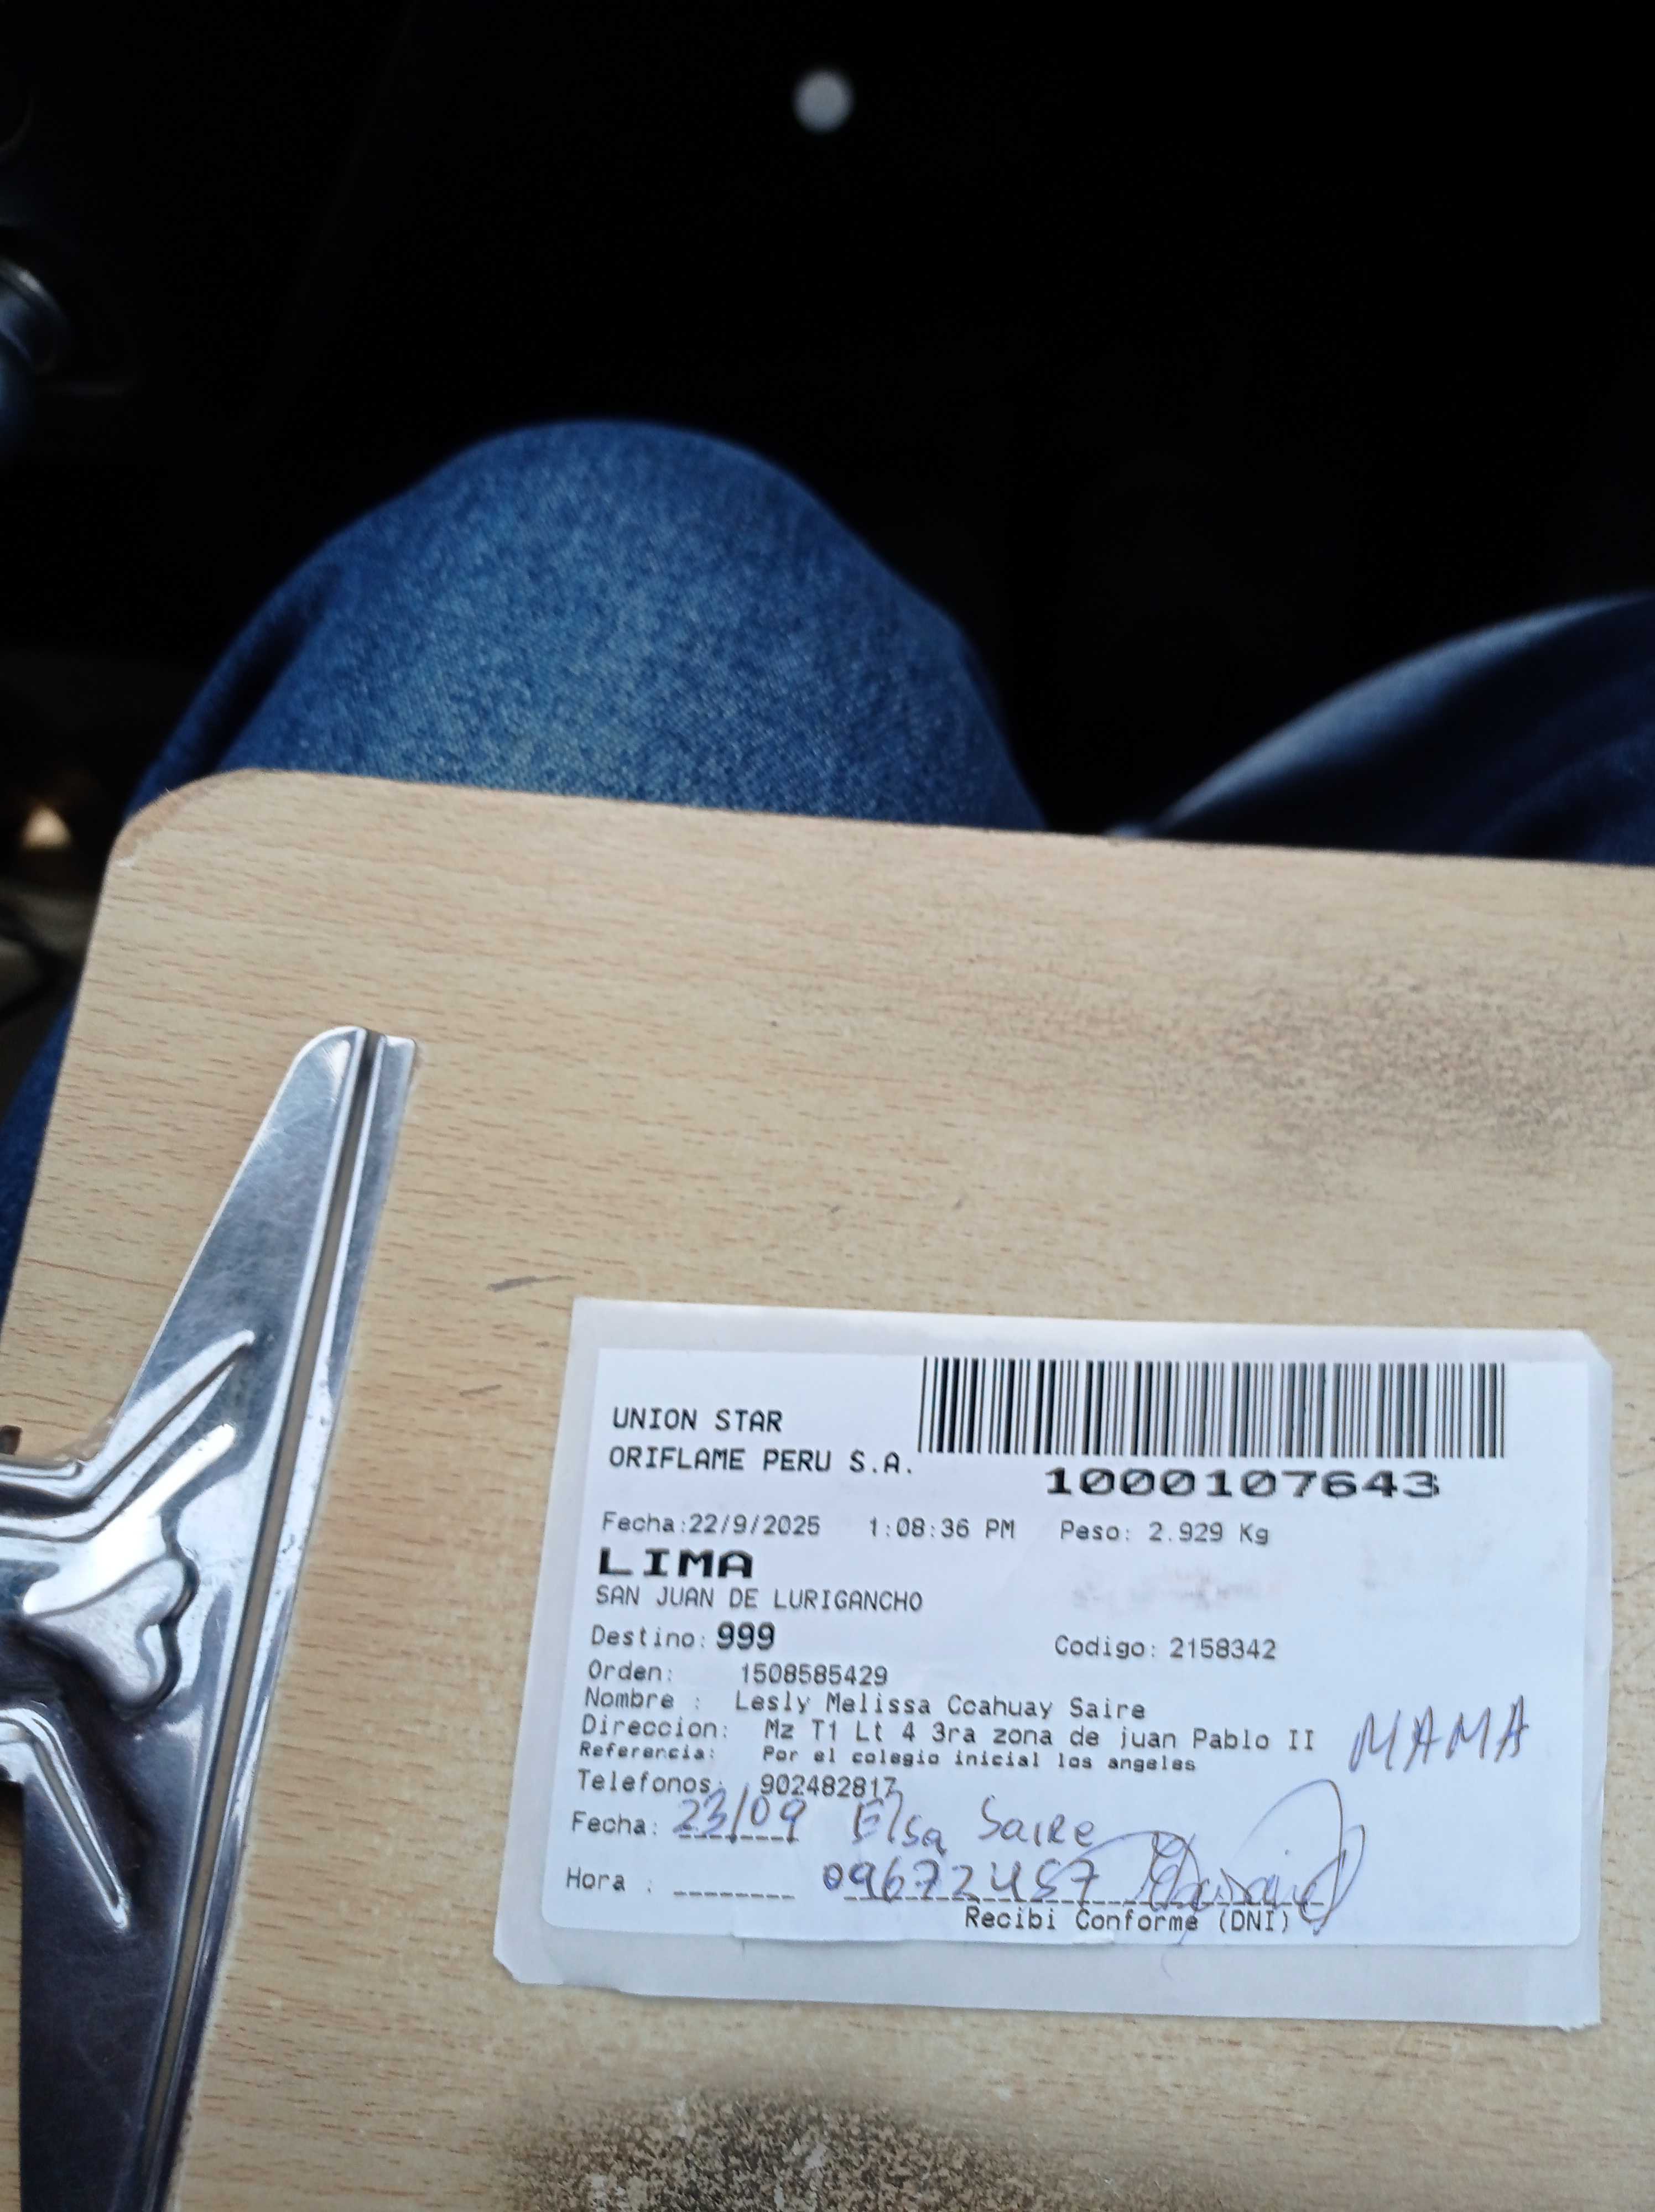 UNION STAR
ORIFLAME PERU S.A.
1000107643
Fecha:22/9/2025 1:08:36 PM Peso: 2.929 Kg
LIMA
SAN JUAN DE LURIGANCHO
Destino: 999 Codigo: 2158342
Orden: 1508585429
Nombre : Lesly Melissa Ccahuay Saire
Direccion: Mz T1 Lt 4 3ra zona de juan Pablo II MAMA
Referencia: Por el colegio inicial los angeles
Telefonos: 902482817
Fecha: 23/09 Elsa Saire
Hora : 09672457
Recibi Conforme (DNI)